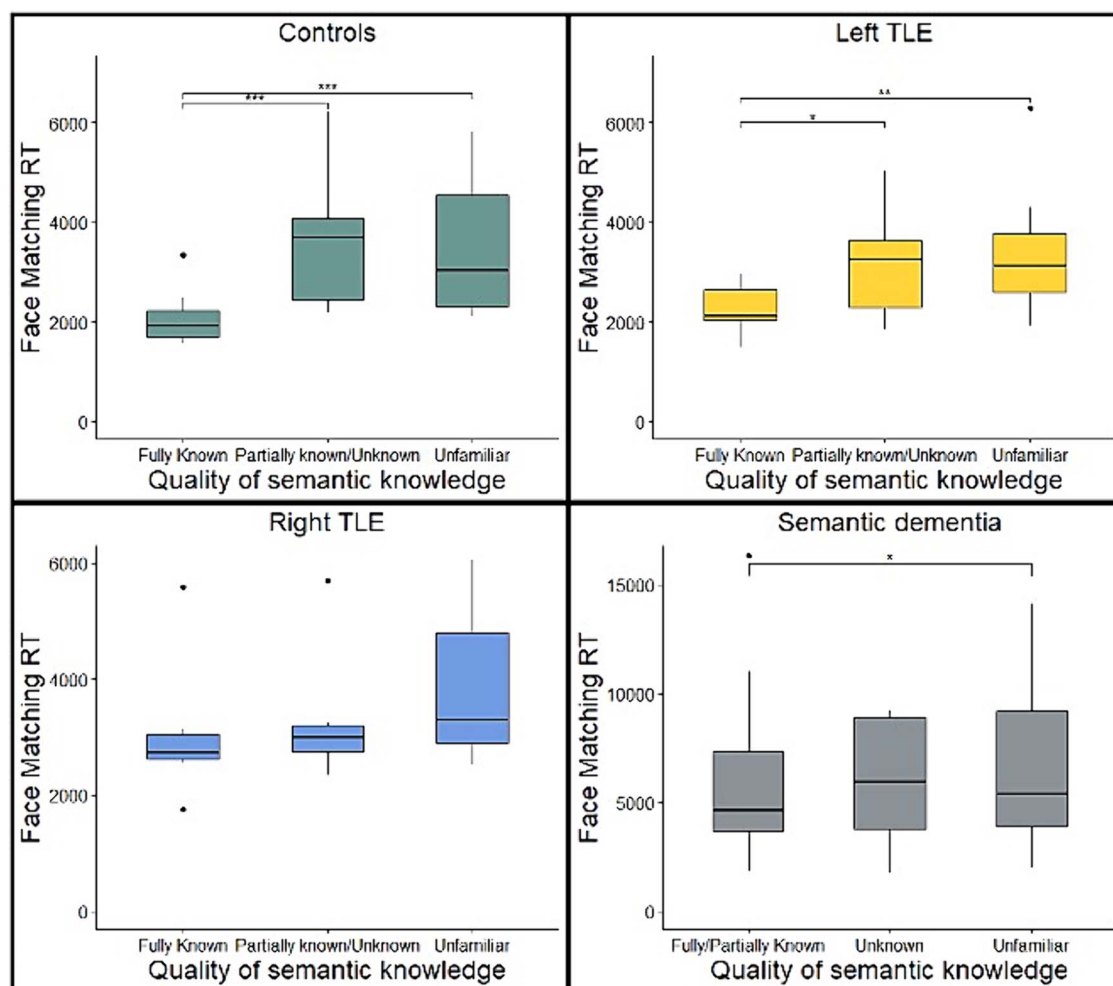 Controls
***
***
6000
4000
2000
0
Face Matching RT
Fully Known Partially known/Unknown Unfamiliar
Quality of semantic knowledge
Left TLE
**
*
6000
4000
2000
0
Face Matching RT
Fully Known Partially known/Unknown Unfamiliar
Quality of semantic knowledge
Right TLE
6000
4000
2000
0
Face Matching RT
Fully Known Partially known/Unknown Unfamiliar
Quality of semantic knowledge
Semantic dementia
*
15000
10000
5000
0
Face Matching RT
Fully/Partially Known Unknown Unfamiliar
Quality of semantic knowledge